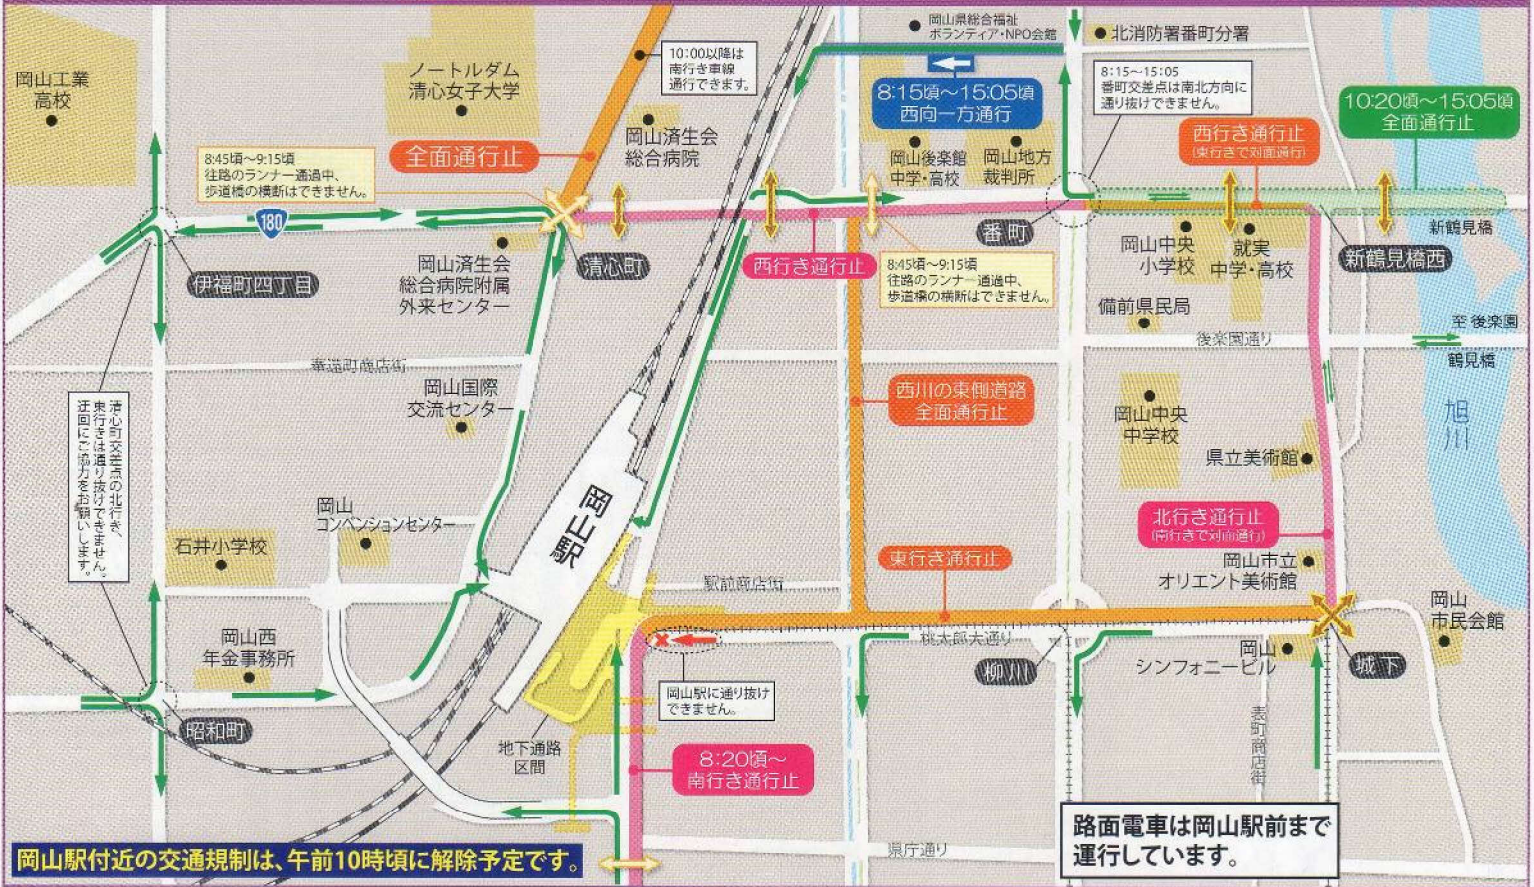 岡山県総合福祉
ボランティア・NPO会館
北消防署番町分署
岡山工業
高校
ノートルダム
清心女子大学
10:00以降は
南行き車線
通行できます。
8:15頃～15:05頃
西向一方通行
8:15～15:05
番町交差点は南北方向に
通り抜けできません。
10:20頃～15:05頃
全面通行止
岡山済生会
総合病院
西行き通行止
(東行きで対面通行)
全面通行止
8:45頃～9:15頃
往路のランナー通過中、
歩道橋の横断はできません。
岡山後楽館
中学・高校
岡山地方
裁判所
180
番町
新鶴見橋
岡山中央
小学校
就実
中学・高校
新鶴見橋西
伊福町四丁目
岡山済生会
総合病院附属
外来センター
清心町
西行き通行止
8:45頃～9:15頃
往路のランナー通過中、
歩道橋の横断はできません。
備前県民局
至 後楽園
後楽園通り
鶴見橋
奉還町商店街
岡山国際
交流センター
西川の東側道路
全面通行止
岡山中央
中学校
旭川
清心町交差点の北行き、
東行きは通り抜けできません。
迂回にご協力をお願いします。
県立美術館
岡山
コンベンションセンター
岡山駅
北行き通行止
(南行きで対面通行)
石井小学校
東行き通行止
岡山市立
オリエント美術館
駅前商店街
岡山
市民会館
岡山西
年金事務所
桃太郎大通り
岡山
シンフォニービル
柳川
城下
岡山駅に通り抜け
できません。
昭和町
地下通路
区間
表町商店街
8:20頃～
南行き通行止
路面電車は岡山駅前まで
運行しています。
県庁通り
岡山駅付近の交通規制は、午前10時頃に解除予定です。